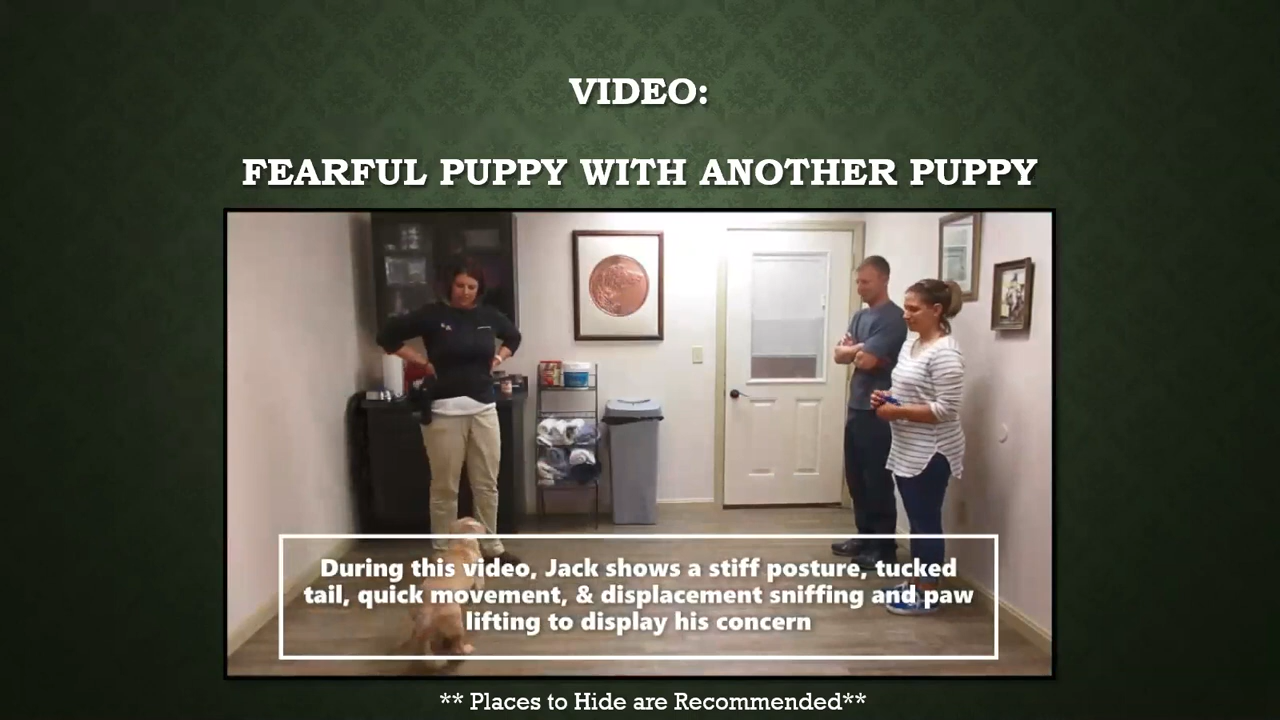 VIDEO:
FEARFUL PUPPY WITH ANOTHER PUPPY
During this video, Jack shows a stiff posture, tucked
tail, quick movement, & displacement sniffing and paw
lifting to display his concern
** Places to Hide are Recommended**